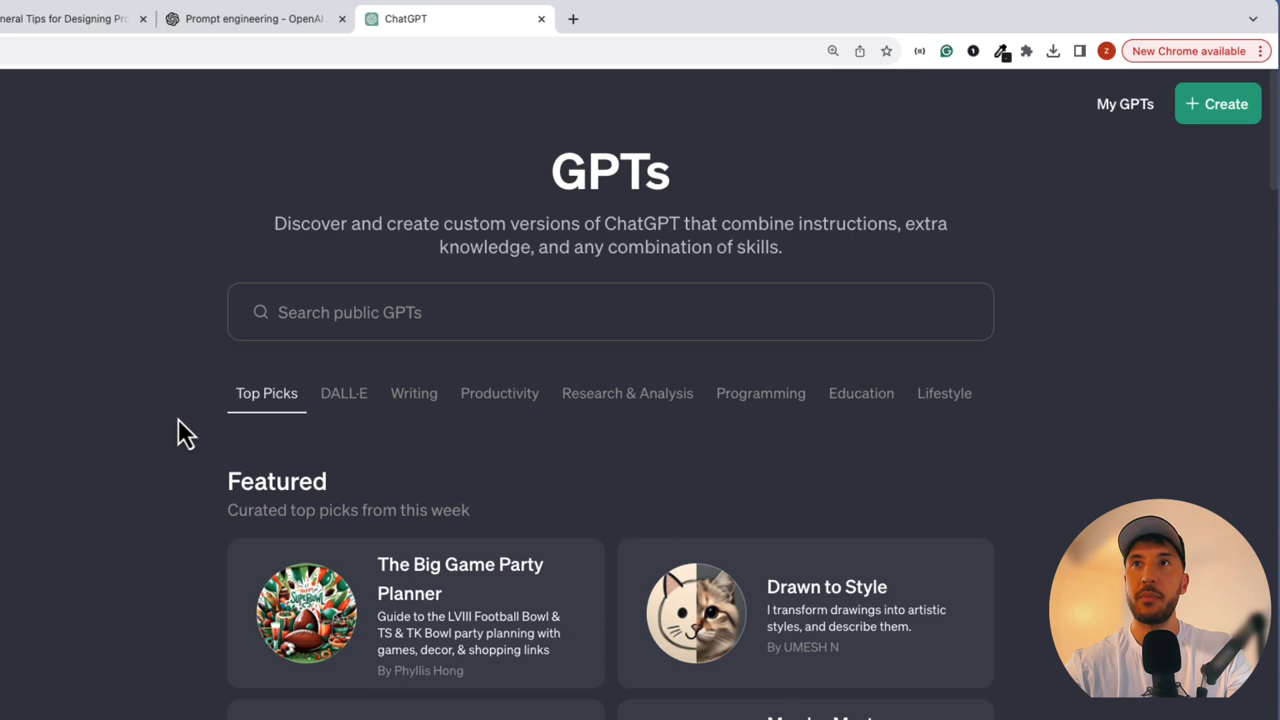 neral Tips for Designing Pro
Prompt engineering - OpenAI
ChatGPT
Z
New Chrome available
My GPTs
+ Create
GPTs
Discover and create custom versions of ChatGPT that combine instructions, extra
knowledge, and any combination of skills.
Search public GPTs
Top Picks
DALL·E
Writing
Productivity
Research & Analysis
Programming
Education
Lifestyle
Featured
Curated top picks from this week
The Big Game Party
Planner
Guide to the LVIII Football Bowl &
TS & TK Bowl party planning with
games, decor, & shopping links
By Phyllis Hong
Drawn to Style
I transform drawings into artistic
styles, and describe them.
By UMESH N